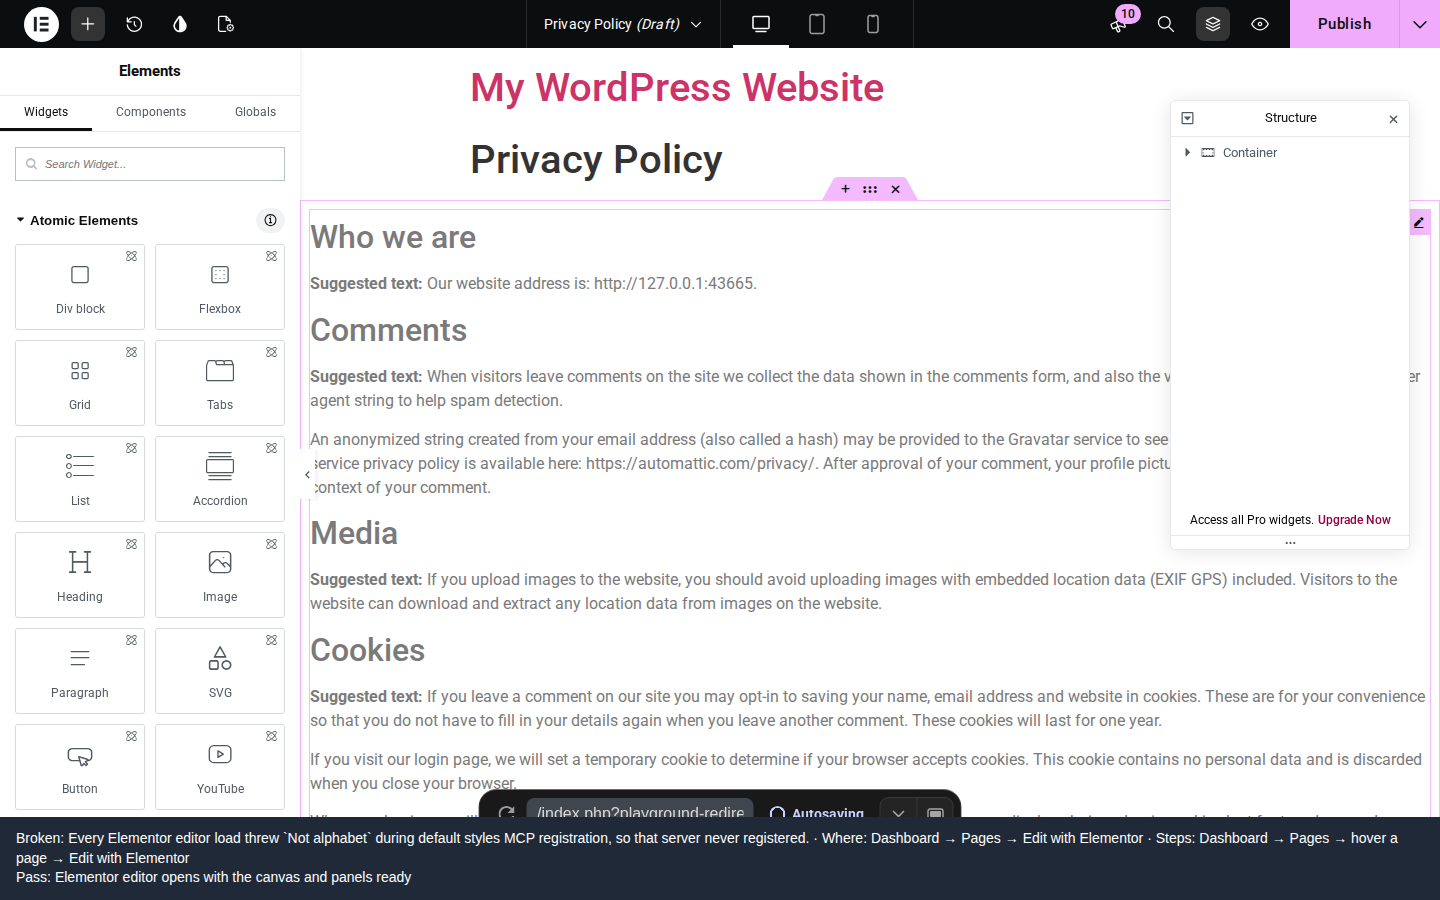 Privacy Policy (Draft)
10
Publish
Elements
Widgets
Components
Globals
Search Widget...
Atomic Elements
Div block
Flexbox
Grid
Tabs
List
Accordion
Heading
Image
Paragraph
SVG
Button
YouTube
My WordPress Website
Privacy Policy
Who we are
Suggested text: Our website address is: http://127.0.0.1:43665.
Comments
Suggested text: When visitors leave comments on the site we collect the data shown in the comments form, and also the v
er
agent string to help spam detection.
An anonymized string created from your email address (also called a hash) may be provided to the Gravatar service to see
service privacy policy is available here: https://automattic.com/privacy/. After approval of your comment, your profile pictu
context of your comment.
Media
Suggested text: If you upload images to the website, you should avoid uploading images with embedded location data (EXIF GPS) included. Visitors to the
website can download and extract any location data from images on the website.
Cookies
Suggested text: If you leave a comment on our site you may opt-in to saving your name, email address and website in cookies. These are for your convenience
so that you do not have to fill in your details again when you leave another comment. These cookies will last for one year.
If you visit our login page, we will set a temporary cookie to determine if your browser accepts cookies. This cookie contains no personal data and is discarded
when you close your browser.
Structure
Container
Access all Pro widgets. Upgrade Now
/index.php?playground-redire
Autosaving
Broken: Every Elementor editor load threw `Not alphabet` during default styles MCP registration, so that server never registered. · Where: Dashboard → Pages → Edit with Elementor · Steps: Dashboard → Pages → hover a
page → Edit with Elementor
Pass: Elementor editor opens with the canvas and panels ready